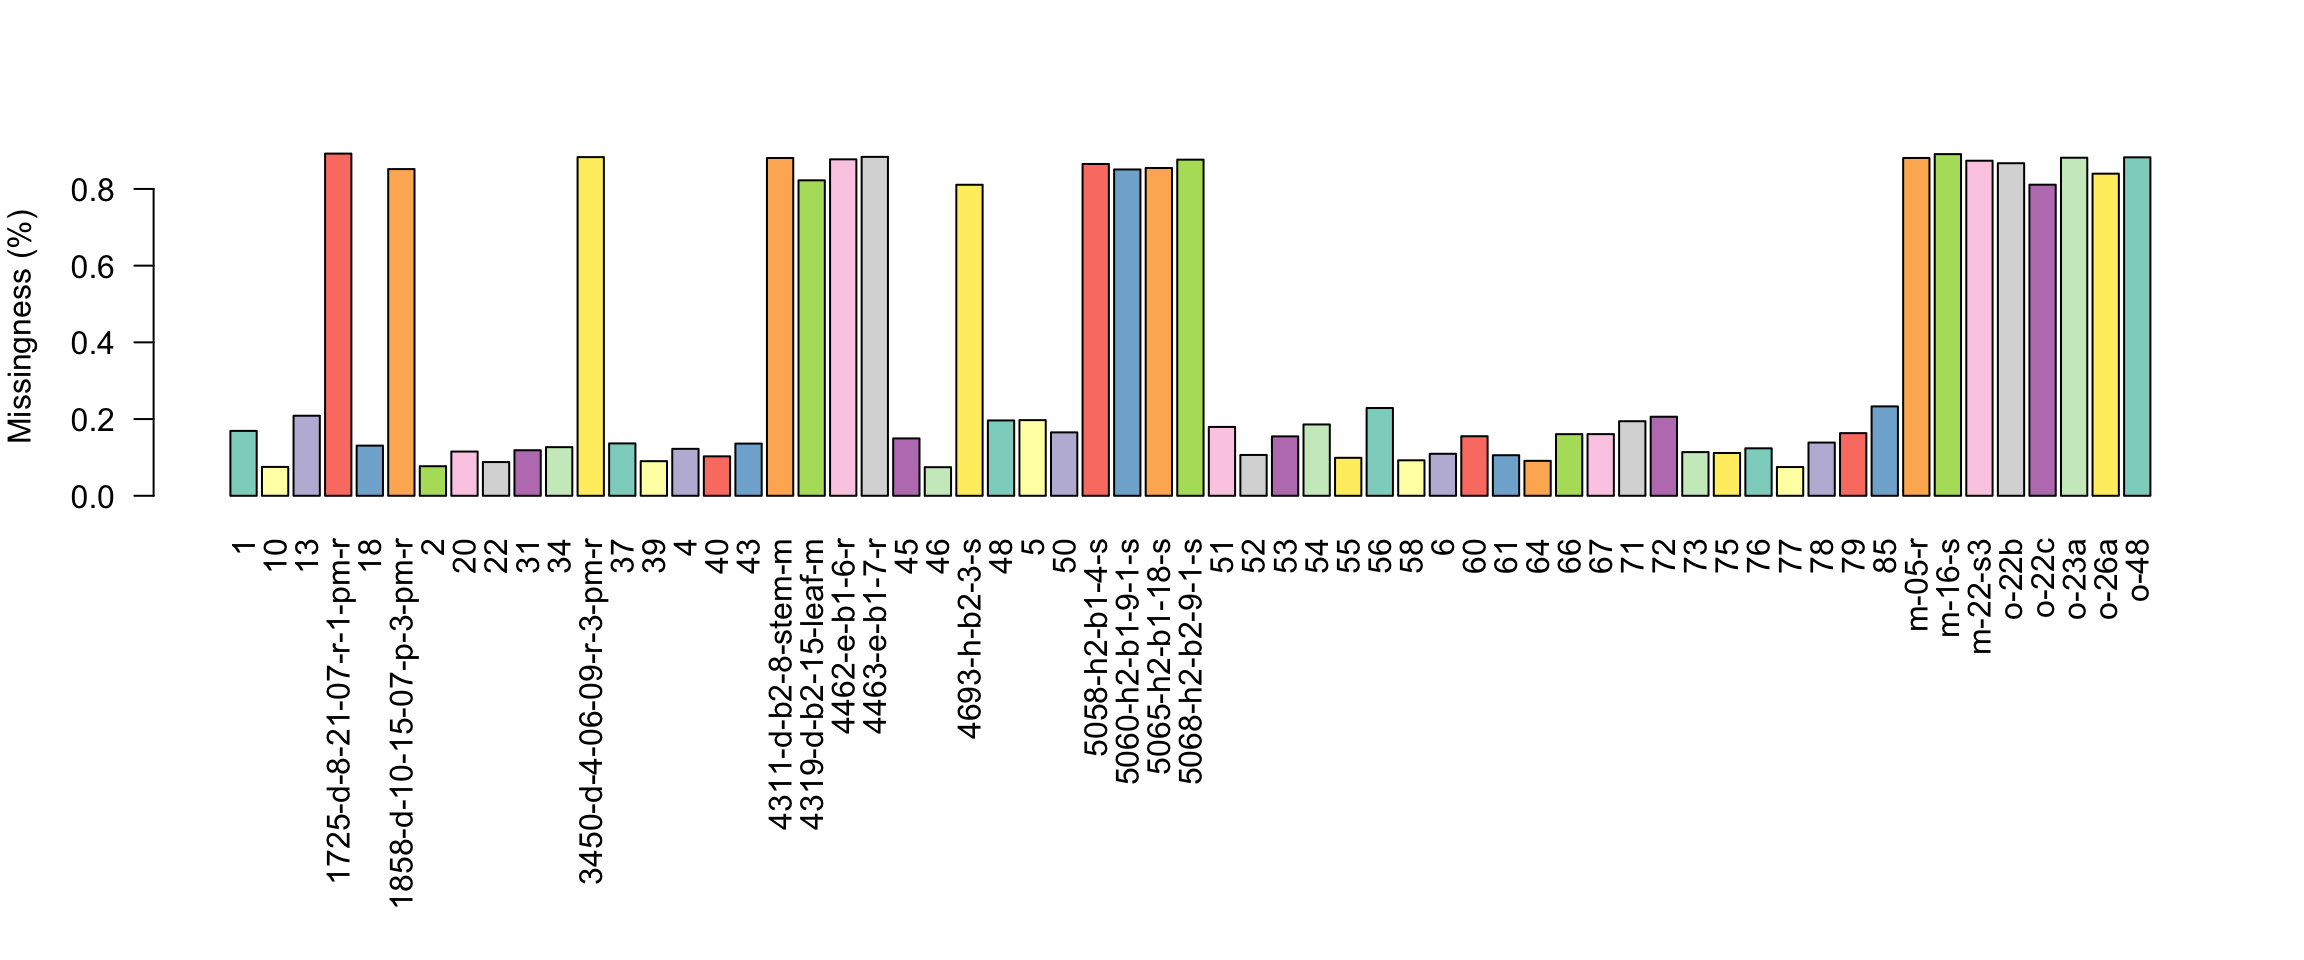 Missingness (%)
0.8
0.6
0.4
0.2
0.0
1
10
13
1725-d-8-21-07-r-1-pm-r
18
1858-d-10-15-07-p-3-pm-r
2
20
22
31
34
3450-d-4-06-09-r-3-pm-r
37
39
4
40
43
4311-d-b2-8-stem-m
4319-d-b2-15-leaf-m
4462-e-b1-6-r
4463-e-b1-7-r
45
46
4693-h-b2-3-s
48
5
50
5058-h2-b1-4-s
5060-h2-b1-9-1-s
5065-h2-b1-18-s
5068-h2-b2-9-1-s
51
52
53
54
55
56
58
6
60
61
64
66
67
71
72
73
75
76
77
78
79
85
m-05-r
m-16-s
m-22-s3
o-22b
o-22c
o-23a
o-26a
o-48